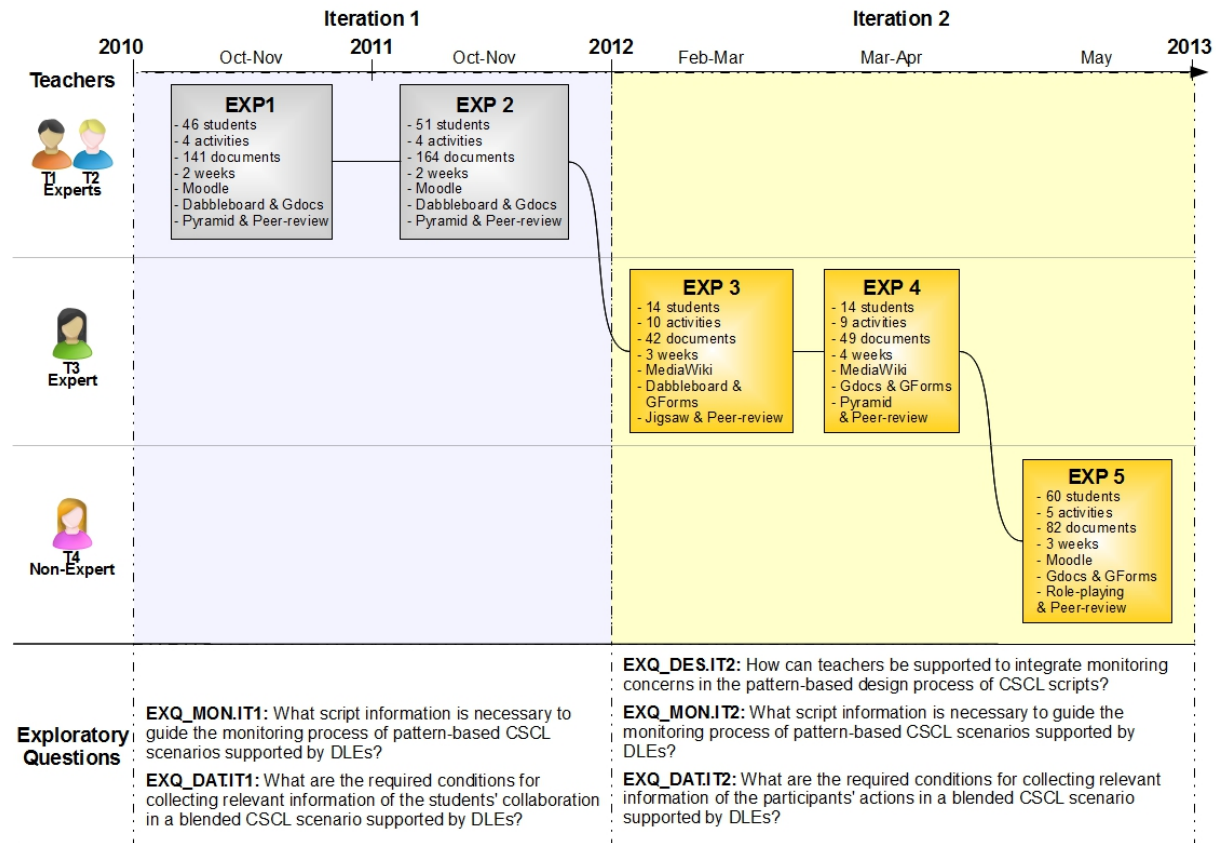 Iteration 1
Iteration 2
2010
2011
2012
2013
Oct-Nov
Oct-Nov
Feb-Mar
Mar-Apr
May
Teachers
T1
T2
Experts
EXP1
- 46 students
- 4 activities
- 141 documents
- 2 weeks
- Moodle
- Dabbleboard & Gdocs
- Pyramid & Peer-review
EXP 2
- 51 students
- 4 activities
- 164 documents
- 2 weeks
- Moodle
- Dabbleboard & Gdocs
- Pyramid & Peer-review
T3
Expert
EXP 3
- 14 students
- 10 activities
- 42 documents
- 3 weeks
- MediaWiki
- Dabbleboard &
GForms
- Jigsaw & Peer-review
EXP 4
- 14 students
- 9 activities
- 49 documents
- 4 weeks
- MediaWiki
- Gdocs & GForms
- Pyramid
& Peer-review
T4
Non-Expert
EXP 5
- 60 students
- 5 activities
- 82 documents
- 3 weeks
- Moodle
- Gdocs & GForms
- Role-playing
& Peer-review
Exploratory
Questions
EXQ_MON.IT1: What script information is necessary to
guide the monitoring process of pattern-based CSCL
scenarios supported by DLEs?
EXQ_DAT.IT1: What are the required conditions for
collecting relevant information of the students' collaboration
in a blended CSCL scenario supported by DLEs?
EXQ_DES.IT2: How can teachers be supported to integrate monitoring
concerns in the pattern-based design process of CSCL scripts?
EXQ_MON.IT2: What script information is necessary to guide the
monitoring process of pattern-based CSCL scenarios supported by
DLEs?
EXQ_DAT.IT2: What are the required conditions for collecting relevant
information of the participants' actions in a blended CSCL scenario
supported by DLEs?